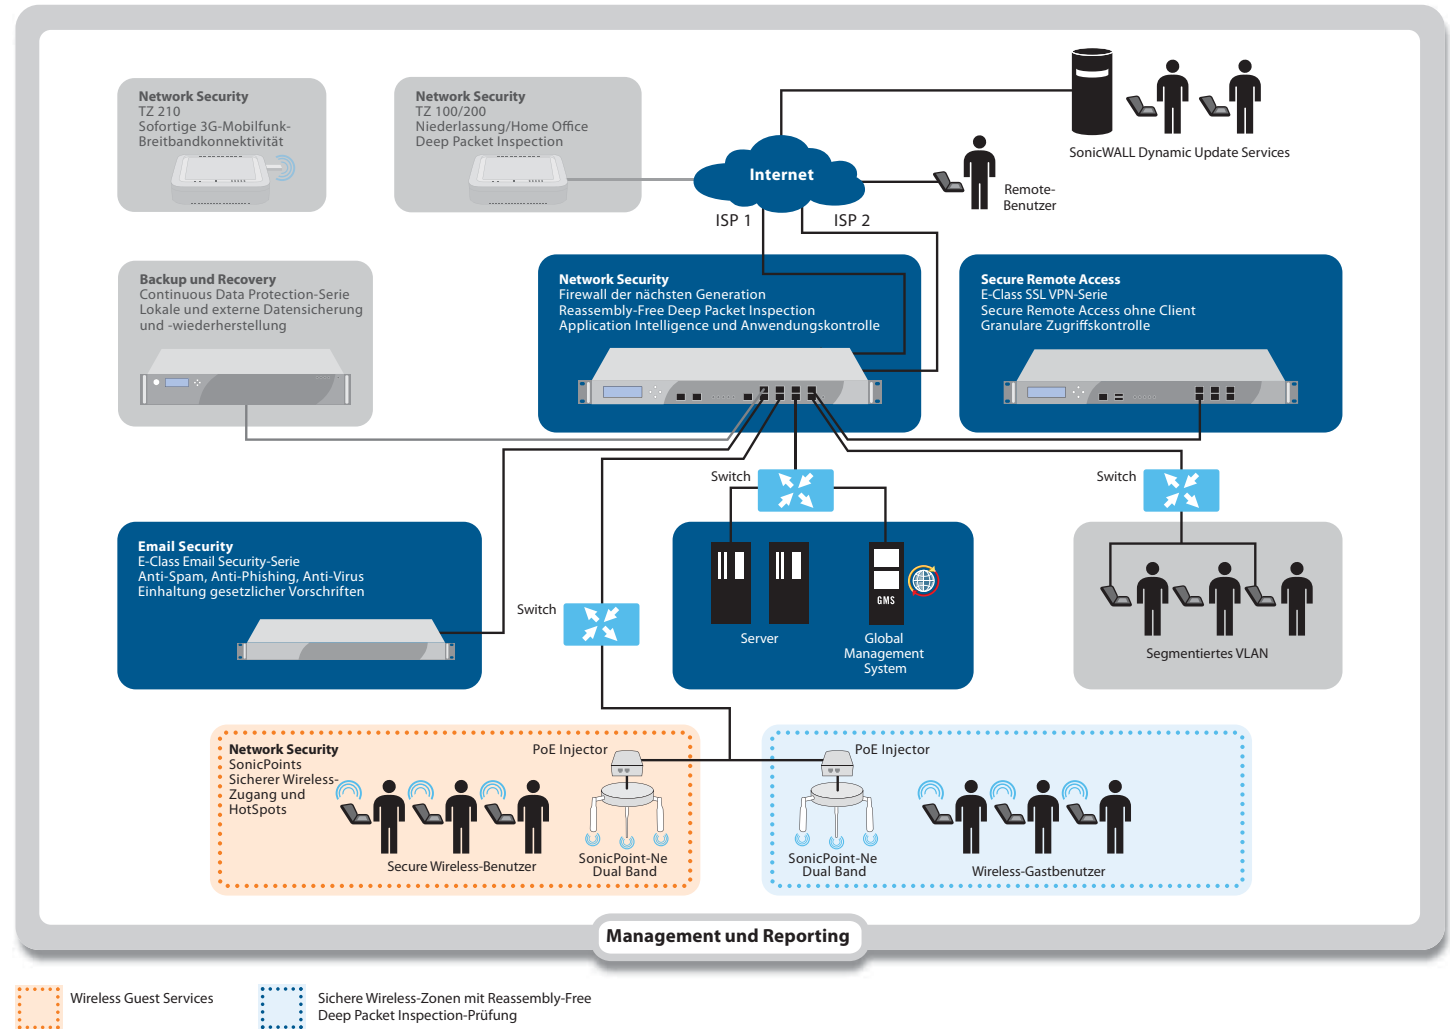 Network Security
TZ 210
Sofortige 3G-Mobilfunk-
Breitbandkonnektivität
Network Security
TZ 100/200
Niederlassung/Home Office
Deep Packet Inspection
Internet
SonicWALL Dynamic Update Services
Remote-
Benutzer
ISP 1
ISP 2
Backup und Recovery
Continuous Data Protection-Serie
Lokale und externe Datensicherung
und -wiederherstellung
Network Security
Firewall der nächsten Generation
Reassembly-Free Deep Packet Inspection
Application Intelligence und Anwendungskontrolle
Secure Remote Access
E-Class SSL VPN-Serie
Secure Remote Access ohne Client
Granulare Zugriffskontrolle
Switch
Switch
Email Security
E-Class Email Security-Serie
Anti-Spam, Anti-Phishing, Anti-Virus
Einhaltung gesetzlicher Vorschriften
Switch
GMS
Server
Global
Management
System
Segmentiertes VLAN
Network Security
SonicPoints
Sicherer Wireless-
Zugang und
HotSpots
PoE Injector
Secure Wireless-Benutzer
SonicPoint-Ne
Dual Band
PoE Injector
SonicPoint-Ne
Dual Band
Wireless-Gastbenutzer
Management und Reporting
Wireless Guest Services
Sichere Wireless-Zonen mit Reassembly-Free
Deep Packet Inspection-Prüfung